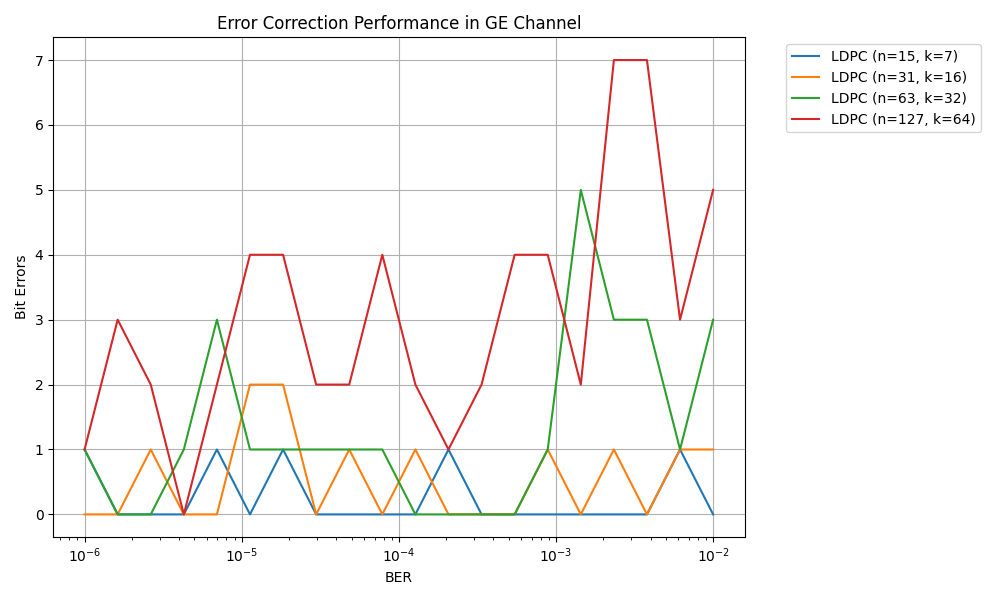 Error Correction Performance in GE Channel
LDPC (n=15, k=7)
LDPC (n=31, k=16)
LDPC (n=63, k=32)
LDPC (n=127, k=64)
7
6
5
4
3
2
1
0
Bit Errors
10⁻⁶ 10⁻⁵ 10⁻⁴ 10⁻³ 10⁻²
BER